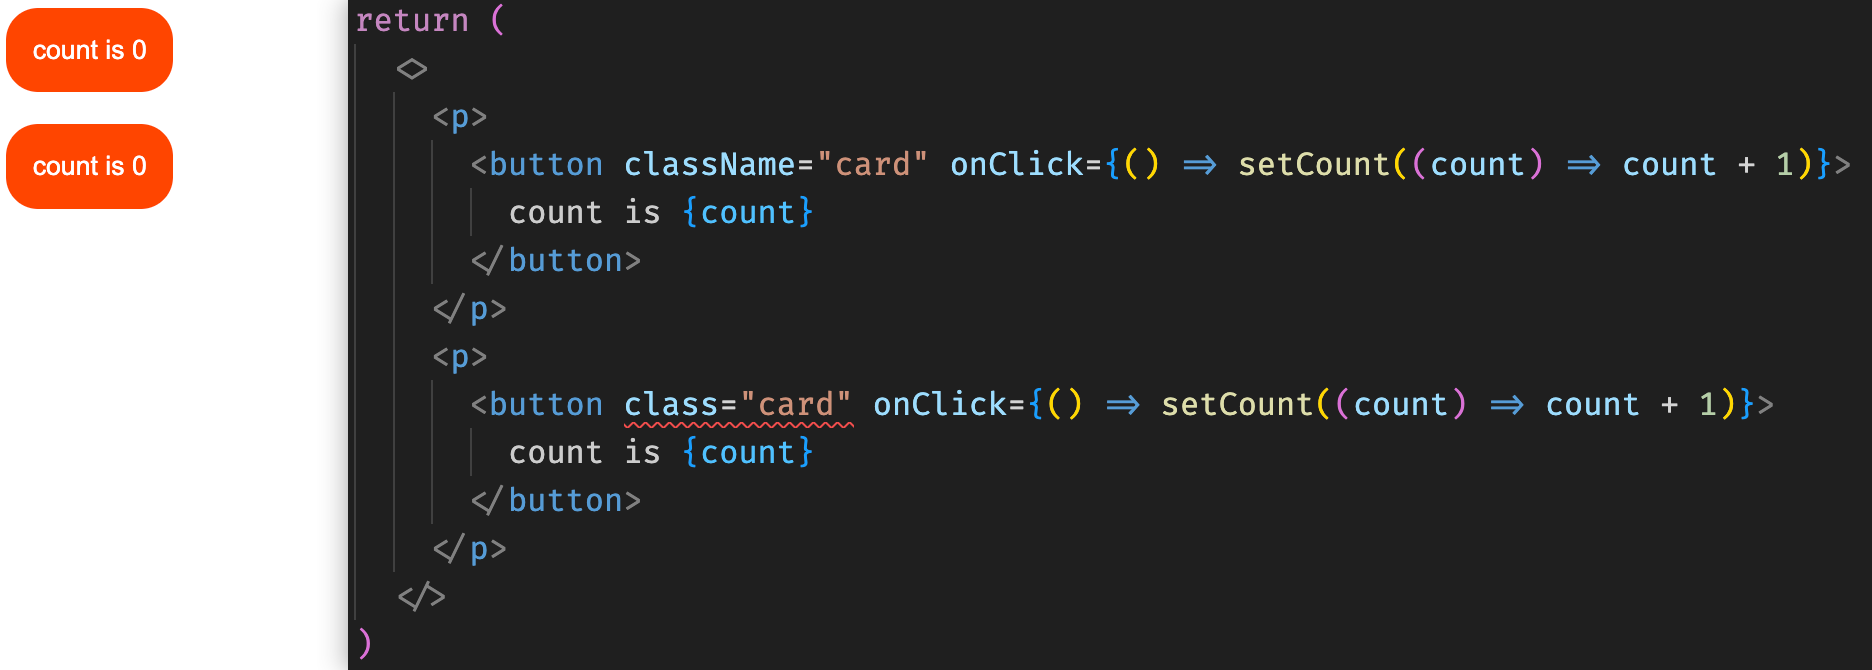 count is 0
count is 0
return (
<>
<p>
<button className="card" onClick={() => setCount((count) => count + 1)}>
count is {count}
</button>
</p>
<p>
<button class="card" onClick={() => setCount((count) => count + 1)}>
count is {count}
</button>
</p>
</>
)